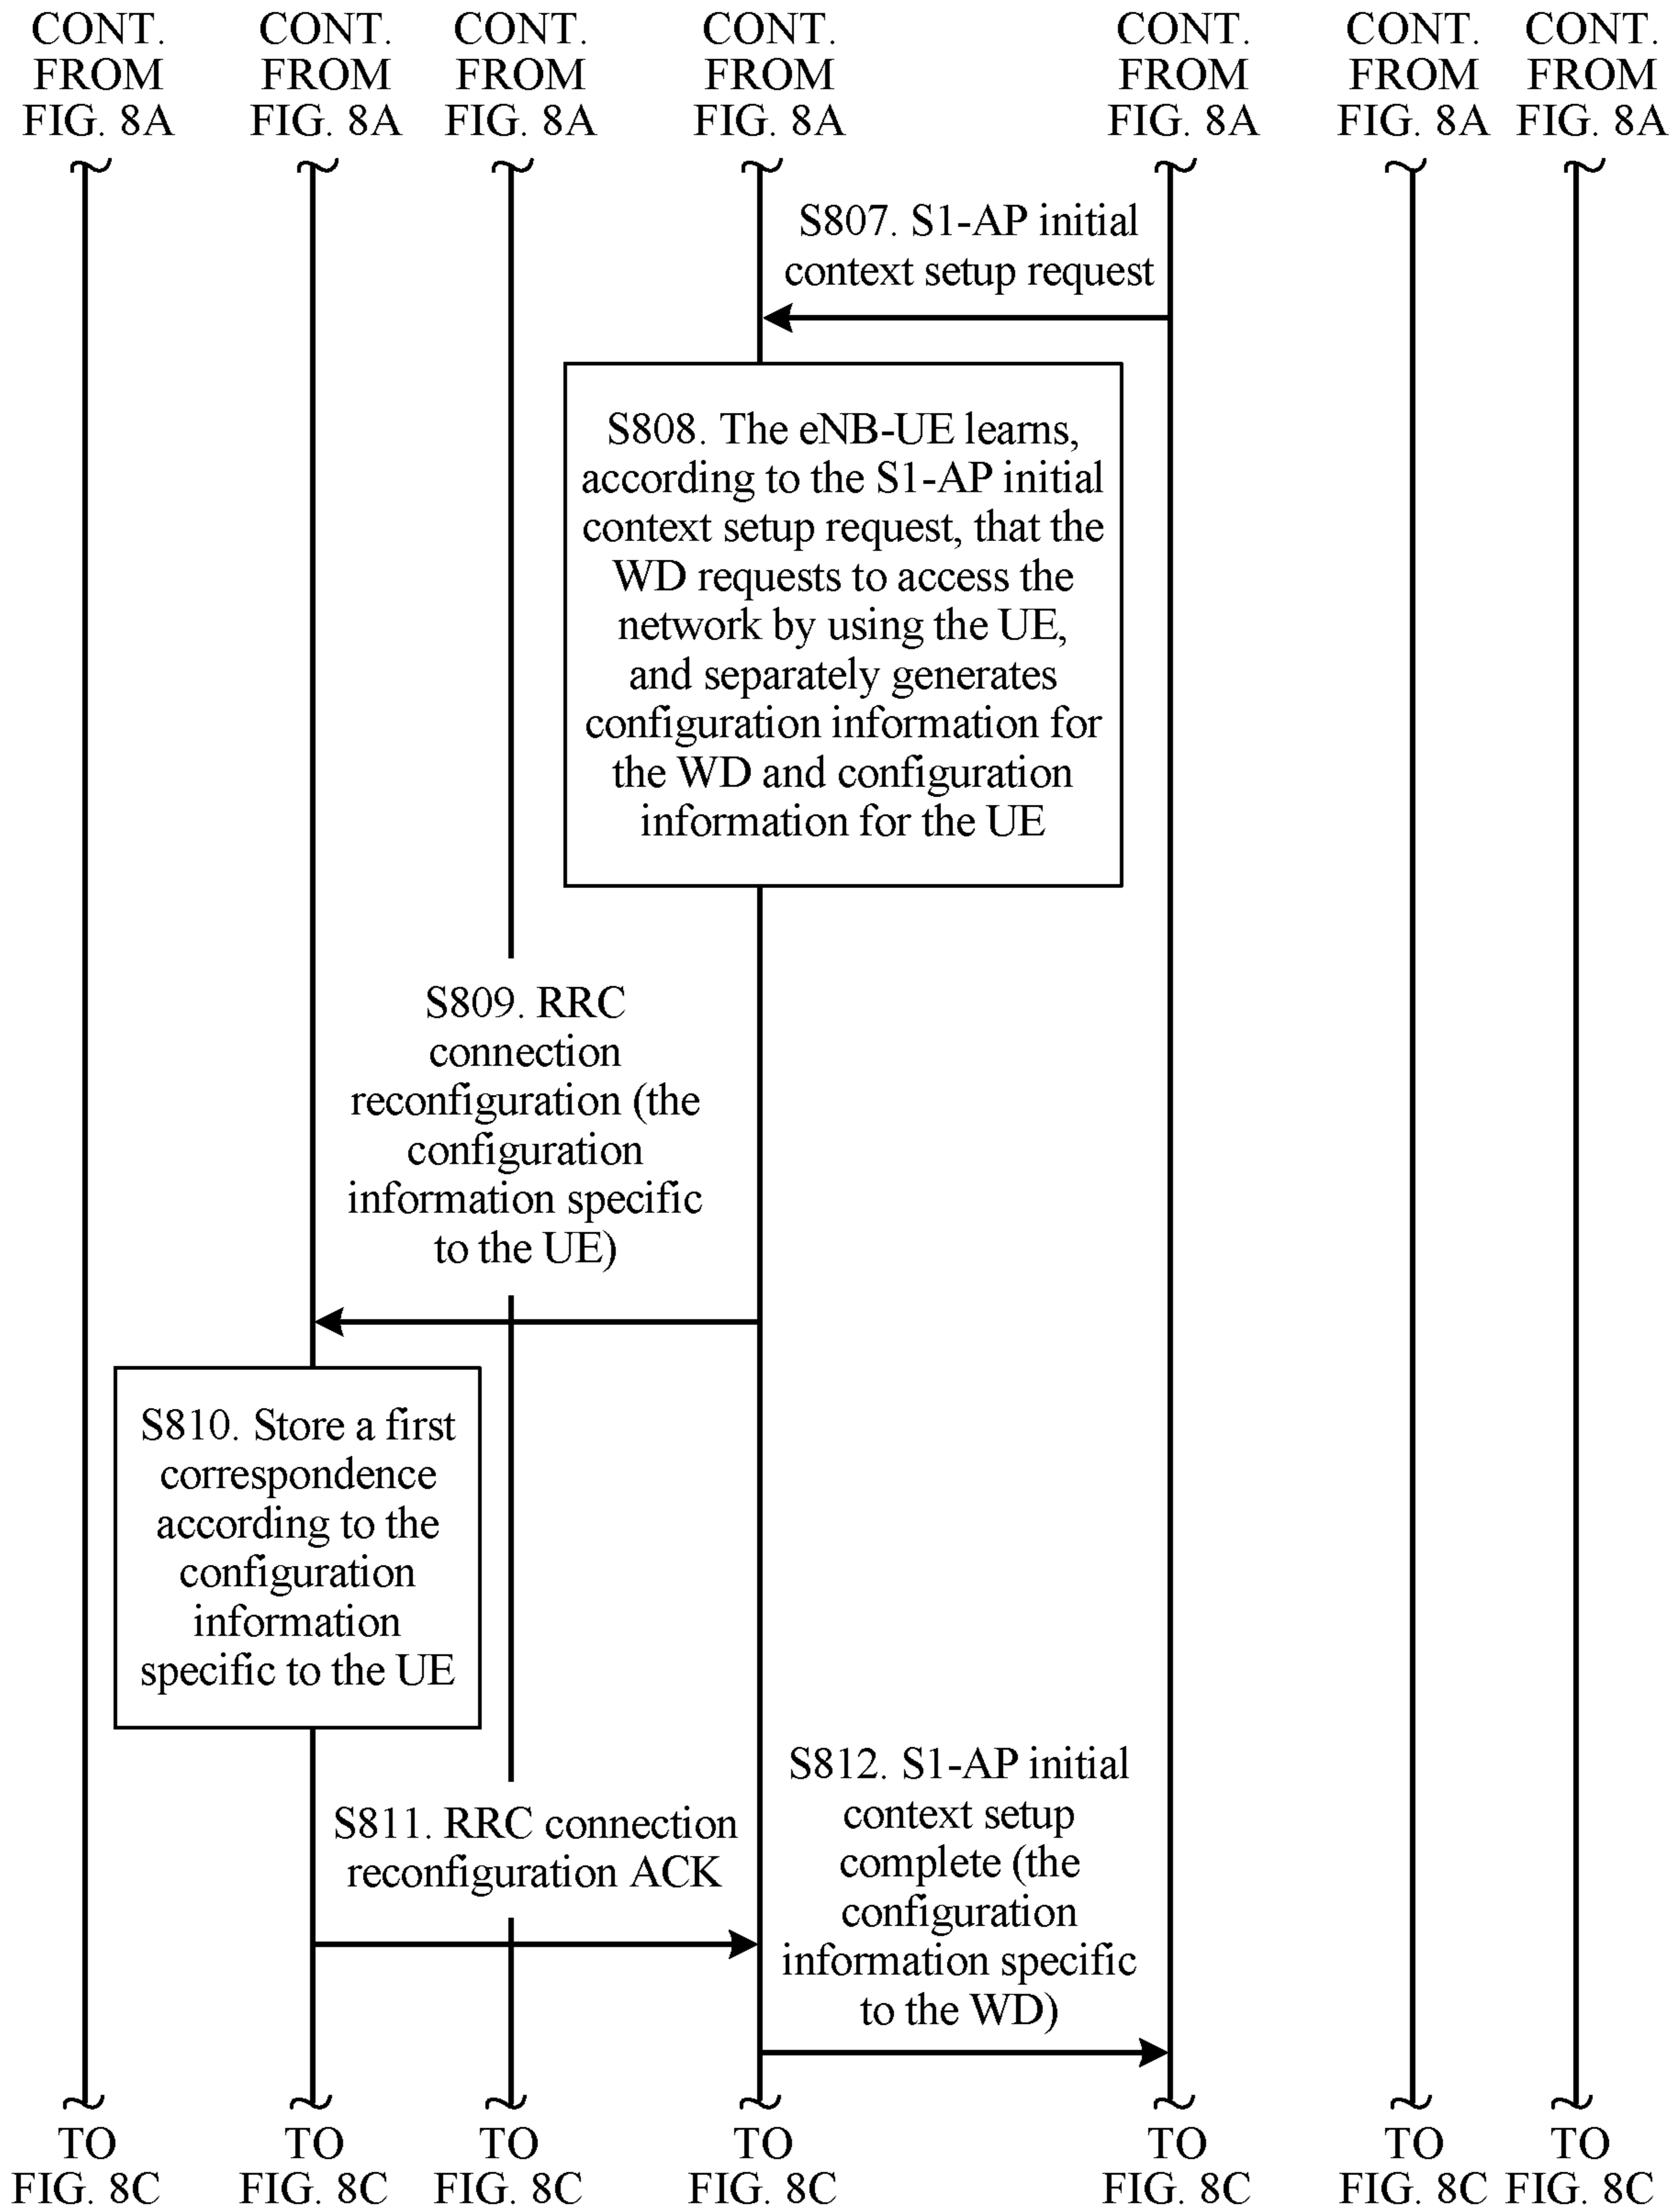 CONT.
FROM
FIG. 8A
CONT.
FROM
FIG. 8A
CONT.
FROM
FIG. 8A
CONT.
FROM
FIG. 8A
CONT.
FROM
FIG. 8A
CONT.
FROM
FIG. 8A
CONT.
FROM
FIG. 8A
S807. S1-AP initial
context setup request
S808. The eNB-UE learns,
according to the S1-AP initial
context setup request, that the
WD requests to access the
network by using the UE,
and separately generates
configuration information for
the WD and configuration
information for the UE
S809. RRC
connection
reconfiguration (the
configuration
information specific
to the UE)
S810. Store a first
correspondence
according to the
configuration
information
specific to the UE
S811. RRC connection
reconfiguration ACK
S812. S1-AP initial
context setup
complete (the
configuration
information specific
to the WD)
TO
FIG. 8C
TO
FIG. 8C
TO
FIG. 8C
TO
FIG. 8C
TO
FIG. 8C
TO
FIG. 8C
TO
FIG. 8C